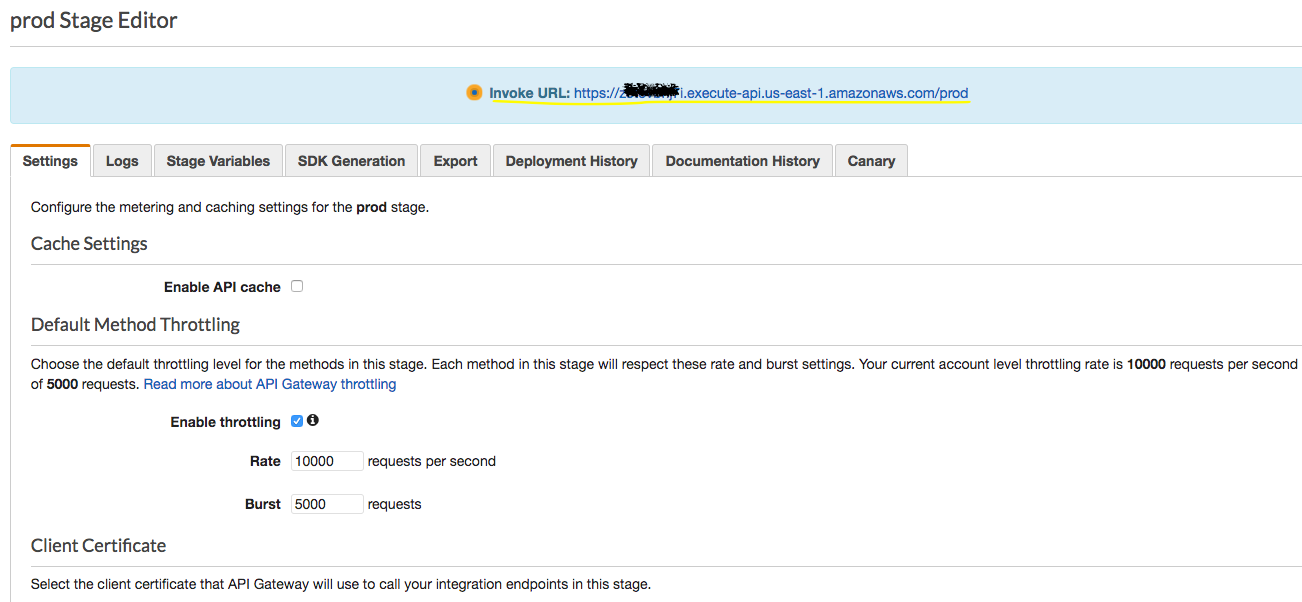 prod Stage Editor
Invoke URL: https:// .execute-api.us-east-1.amazonaws.com/prod
Settings Logs Stage Variables SDK Generation Export Deployment History Documentation History Canary
Configure the metering and caching settings for the prod stage.
Cache Settings
Enable API cache
Default Method Throttling
Choose the default throttling level for the methods in this stage. Each method in this stage will respect these rate and burst settings. Your current account level throttling rate is 10000 requests per second
of 5000 requests. Read more about API Gateway throttling
Enable throttling
Rate 10000 requests per second
Burst 5000 requests
Client Certificate
Select the client certificate that API Gateway will use to call your integration endpoints in this stage.